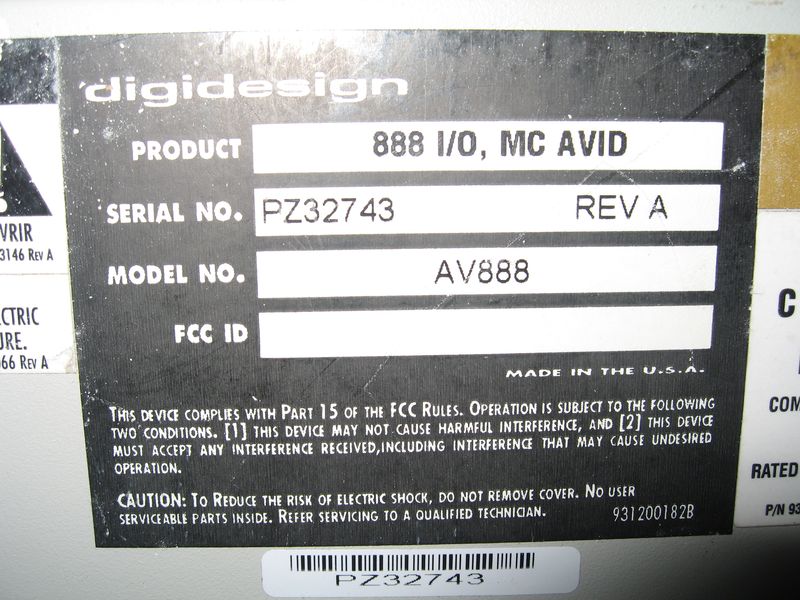 digidesign
PRODUCT 888 I/O, MC AVID
SERIAL NO. PZ32743 REV A
MODEL NO. AV888
FCC ID
MADE IN THE U.S.A.
THIS DEVICE COMPLIES WITH PART 15 OF THE FCC RULES. OPERATION IS SUBJECT TO THE FOLLOWING
TWO CONDITIONS. [1] THIS DEVICE MAY NOT CAUSE HARMFUL INTERFERENCE, AND [2] THIS DEVICE
MUST ACCEPT ANY INTERFERENCE RECEIVED,INCLUDING INTERFERENCE THAT MAY CAUSE UNDESIRED
OPERATION.
CAUTION: TO REDUCE THE RISK OF ELECTRIC SHOCK, DO NOT REMOVE COVER. NO USER
SERVICEABLE PARTS INSIDE. REFER SERVICING TO A QUALIFIED TECHNICIAN. 931200182B
PZ32743
VRIR
3146 REV A
CTRIC
URE.
066 REV A
C
COM
RATED
P/N 93